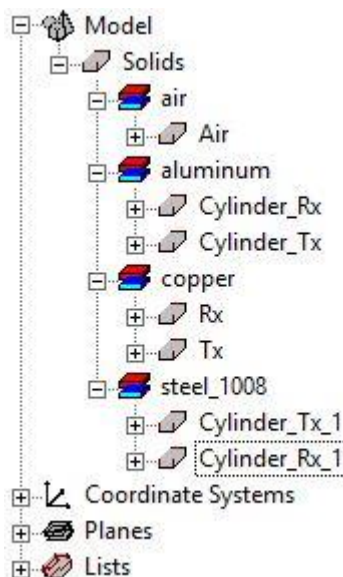 Model
Solids
air
Air
aluminum
Cylinder_Rx
Cylinder_Tx
copper
Rx
Tx
steel_1008
Cylinder_Tx_1
Cylinder_Rx_1
Coordinate Systems
Planes
Lists